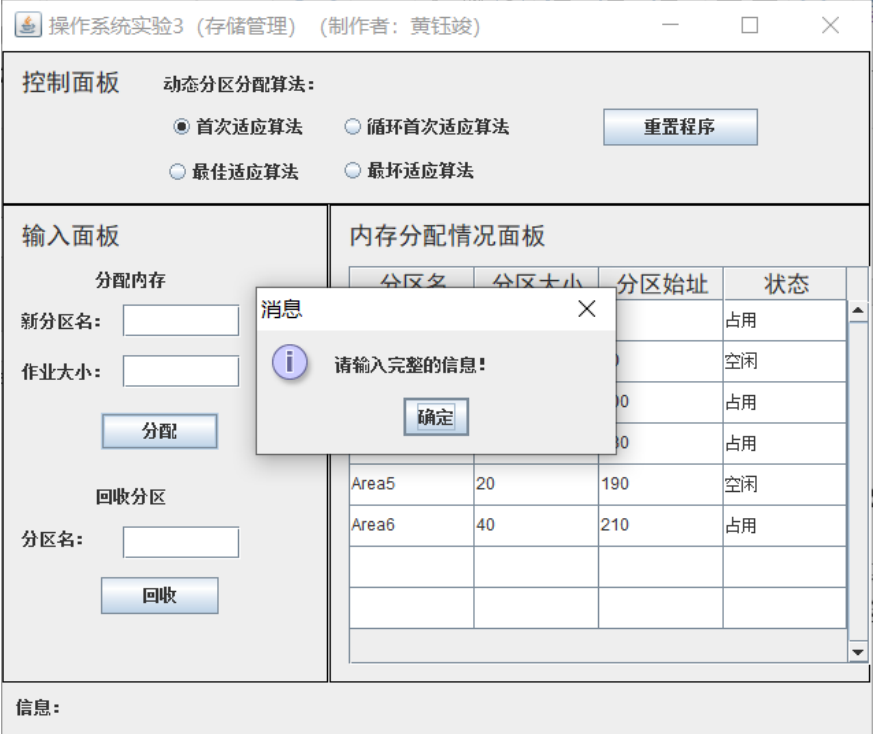 操作系统实验3（存储管理）（制作者：黄钰竣）
控制面板
动态分区分配算法：
首次适应算法
循环首次适应算法
重置程序
最佳适应算法
最坏适应算法
输入面板
分配内存
新分区名：
作业大小：
分配
回收分区
分区名：
回收
内存分配情况面板
分区名 分区大小 分区始址 状态
占用
空闲
占用
占用
Area5 20 190 空闲
Area6 40 210 占用
消息
请输入完整的信息！
确定
信息：